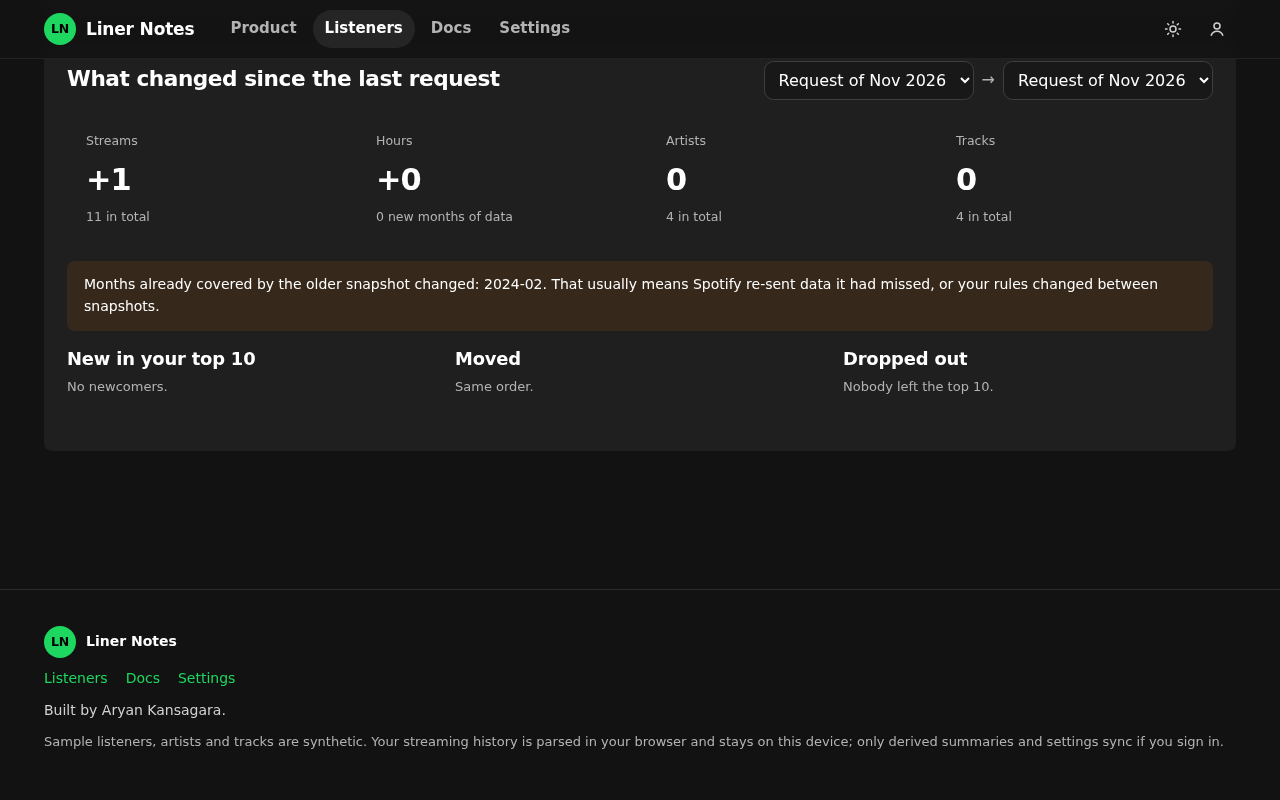 LN Liner Notes Product Listeners Docs Settings
What changed since the last request Request of Nov 2026 → Request of Nov 2026
Streams Hours Artists Tracks
+1 +0 0 0
11 in total 0 new months of data 4 in total 4 in total
Months already covered by the older snapshot changed: 2024-02. That usually means Spotify re-sent data it had missed, or your rules changed between
snapshots.
New in your top 10 Moved Dropped out
No newcomers. Same order. Nobody left the top 10.
LN Liner Notes
Listeners Docs Settings
Built by Aryan Kansagara.
Sample listeners, artists and tracks are synthetic. Your streaming history is parsed in your browser and stays on this device; only derived summaries and settings sync if you sign in.